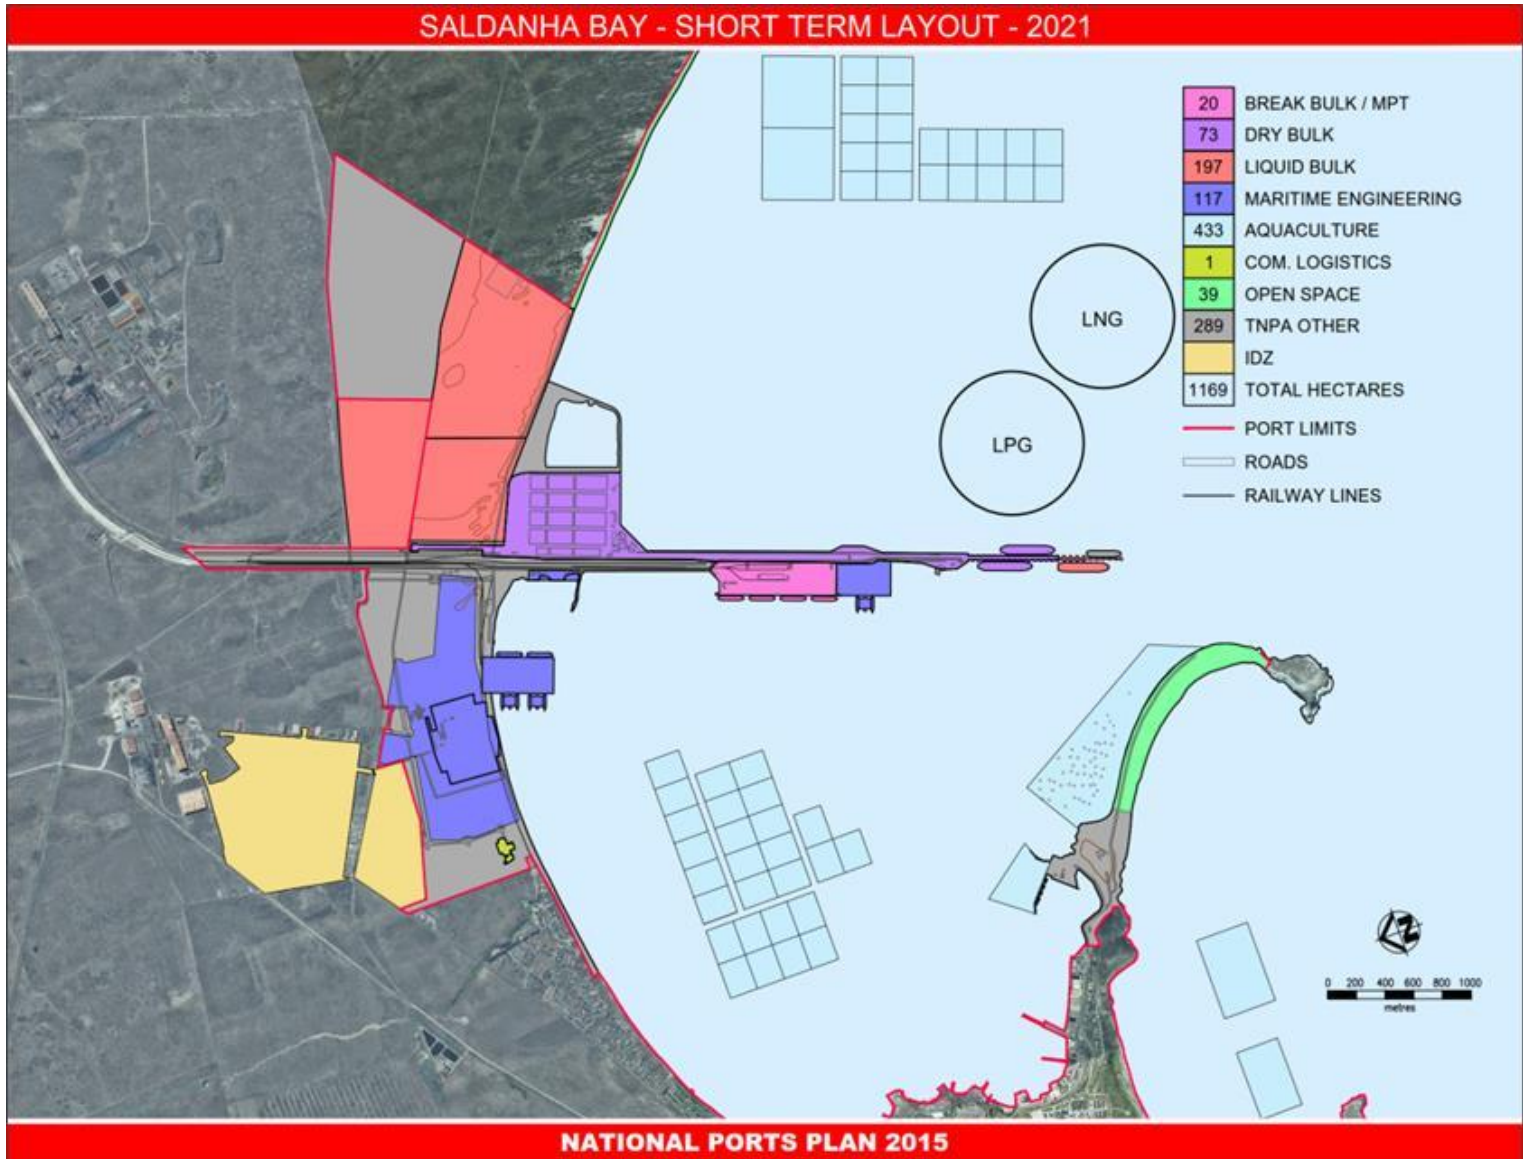 SALDANHA BAY - SHORT TERM LAYOUT - 2021
20 BREAK BULK / MPT
73 DRY BULK
197 LIQUID BULK
117 MARITIME ENGINEERING
433 AQUACULTURE
1 COM. LOGISTICS
39 OPEN SPACE
289 TNPA OTHER
IDZ
1169 TOTAL HECTARES
PORT LIMITS
ROADS
RAILWAY LINES
LNG
LPG
N
0 200 400 600 800 1000
metres
NATIONAL PORTS PLAN 2015